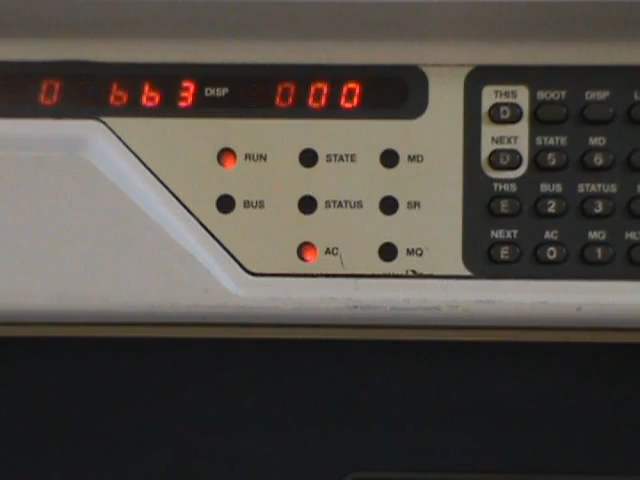 0 663 DISP 000
THIS BOOT DISP L
D
RUN STATE MD
NEXT STATE MD
D 5 6
BUS STATUS SR
THIS BUS STATUS
E 2 3
AC MQ
NEXT AC MQ
E 0 1